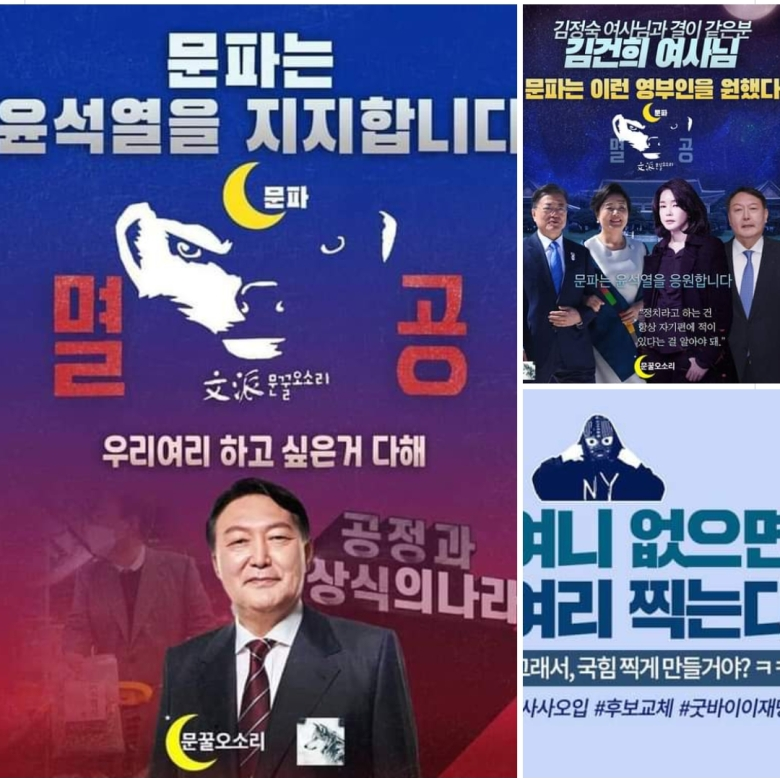 문파는
윤석열을 지지합니다
문파
멸 공
文派 문꿀오소리
우리여리 하고 싶은거 다해
공정과
상식의나라
문꿀오소리
김정숙 여사님과 결이 같은분
김건희 여사님
문파는 이런 영부인을 원했다
문파
멸 공
文派 문꿀오소리
문파는 윤석열을 응원합니다
"정치라고 하는 건
항상 자기편에 적이
있다는 걸 알아야 돼."
문꿀오소리
NY
여니 없으면
여리 찍는다
그래서, 국힘 찍게 만들거야? ㅋㅋ
사사오입 #후보교체 #굿바이이재명